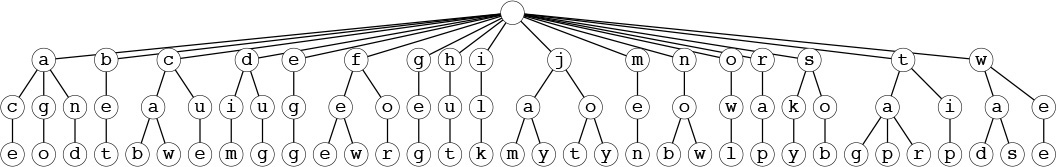 a b c d e f g h i j m n o r s t w
c g n e a u i u g e o e u l a o e o w a k o a i a e
e o d t b w e m g g e w r g t k m y t y n b w l p y b g p r p d s e